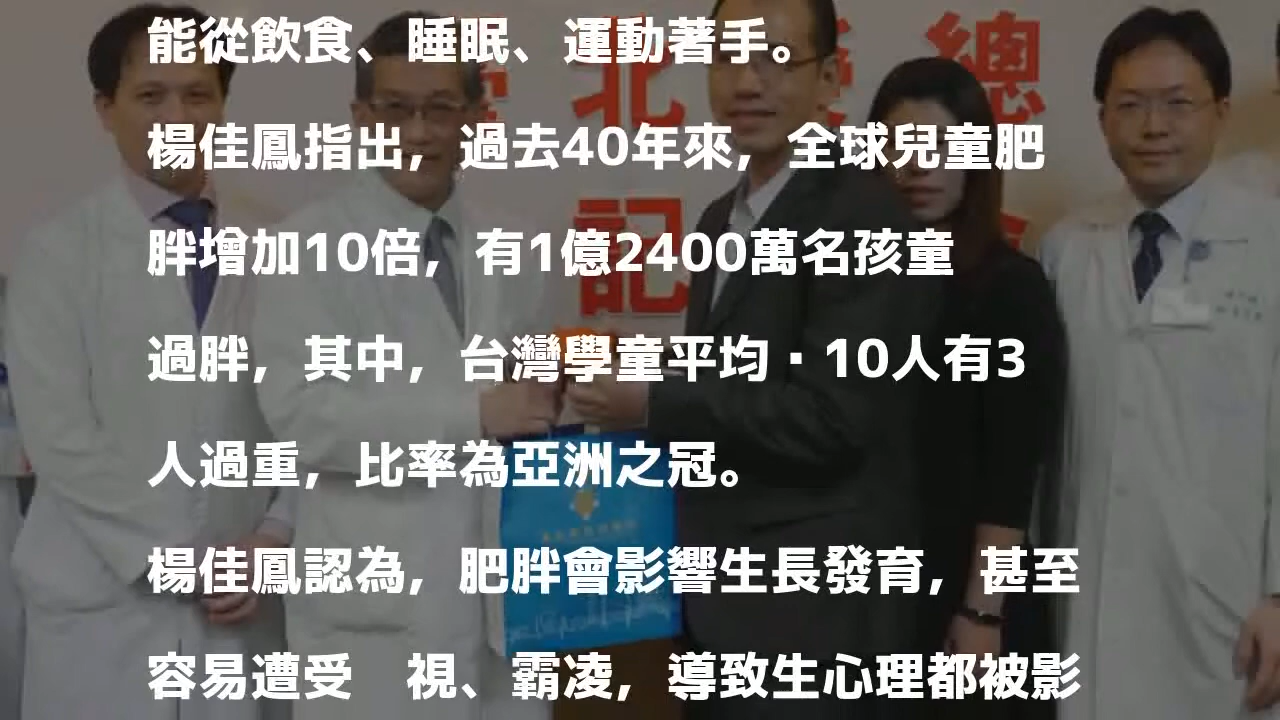 能從飲食、睡眠、運動著手。
楊佳鳳指出，過去40年來，全球兒童肥
胖增加10倍，有1億2400萬名孩童
過胖，其中，台灣學童平均▪10人有3
人過重，比率為亞洲之冠。
楊佳鳳認為，肥胖會影響生長發育，甚至
容易遭受　視、霸凌，導致生心理都被影
北
總
記